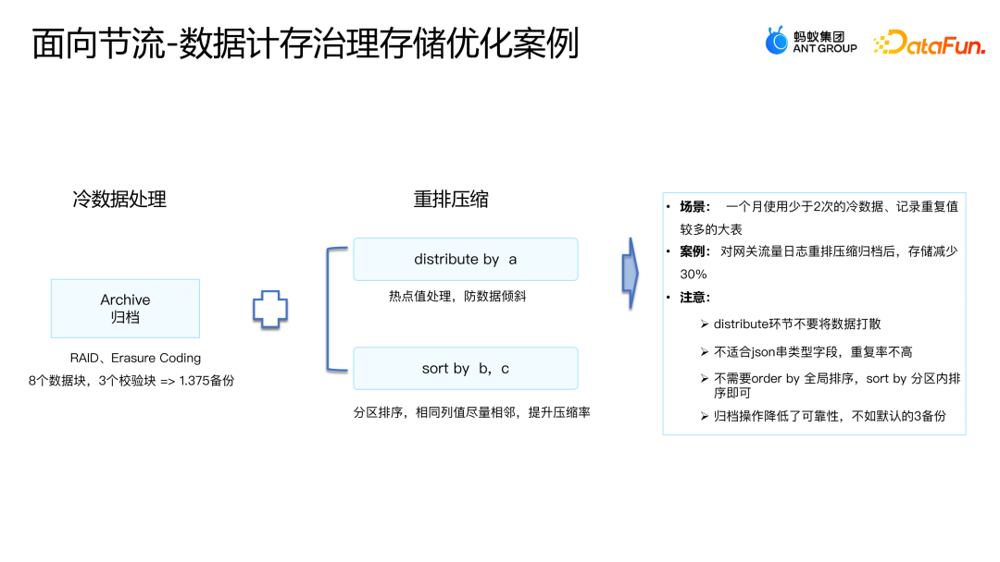 面向节流-数据计存治理存储优化案例
蚂蚁集团
ANT GROUP
DataFun.
冷数据处理
Archive
归档
RAID、Erasure Coding
8个数据块，3个校验块 => 1.375备份
重排压缩
distribute by a
热点值处理，防数据倾斜
sort by b，c
分区排序，相同列值尽量相邻，提升压缩率
• 场景： 一个月使用少于2次的冷数据、记录重复值
较多的大表
• 案例： 对网关流量日志重排压缩归档后，存储减少
30%
• 注意：
➢ distribute环节不要将数据打散
➢ 不适合json串类型字段，重复率不高
➢ 不需要order by 全局排序，sort by 分区内排
序即可
➢ 归档操作降低了可靠性，不如默认的3备份